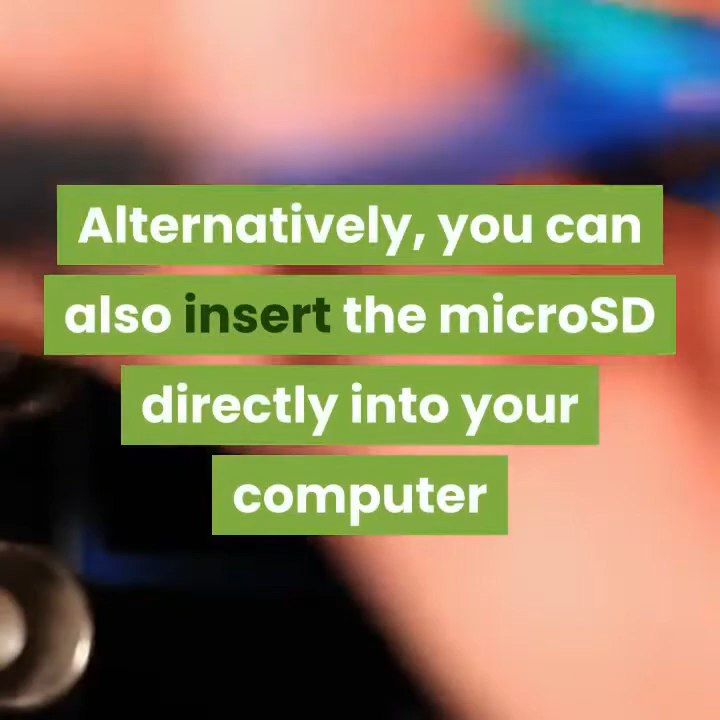 Alternatively, you can
also insert the microSD
directly into your
computer